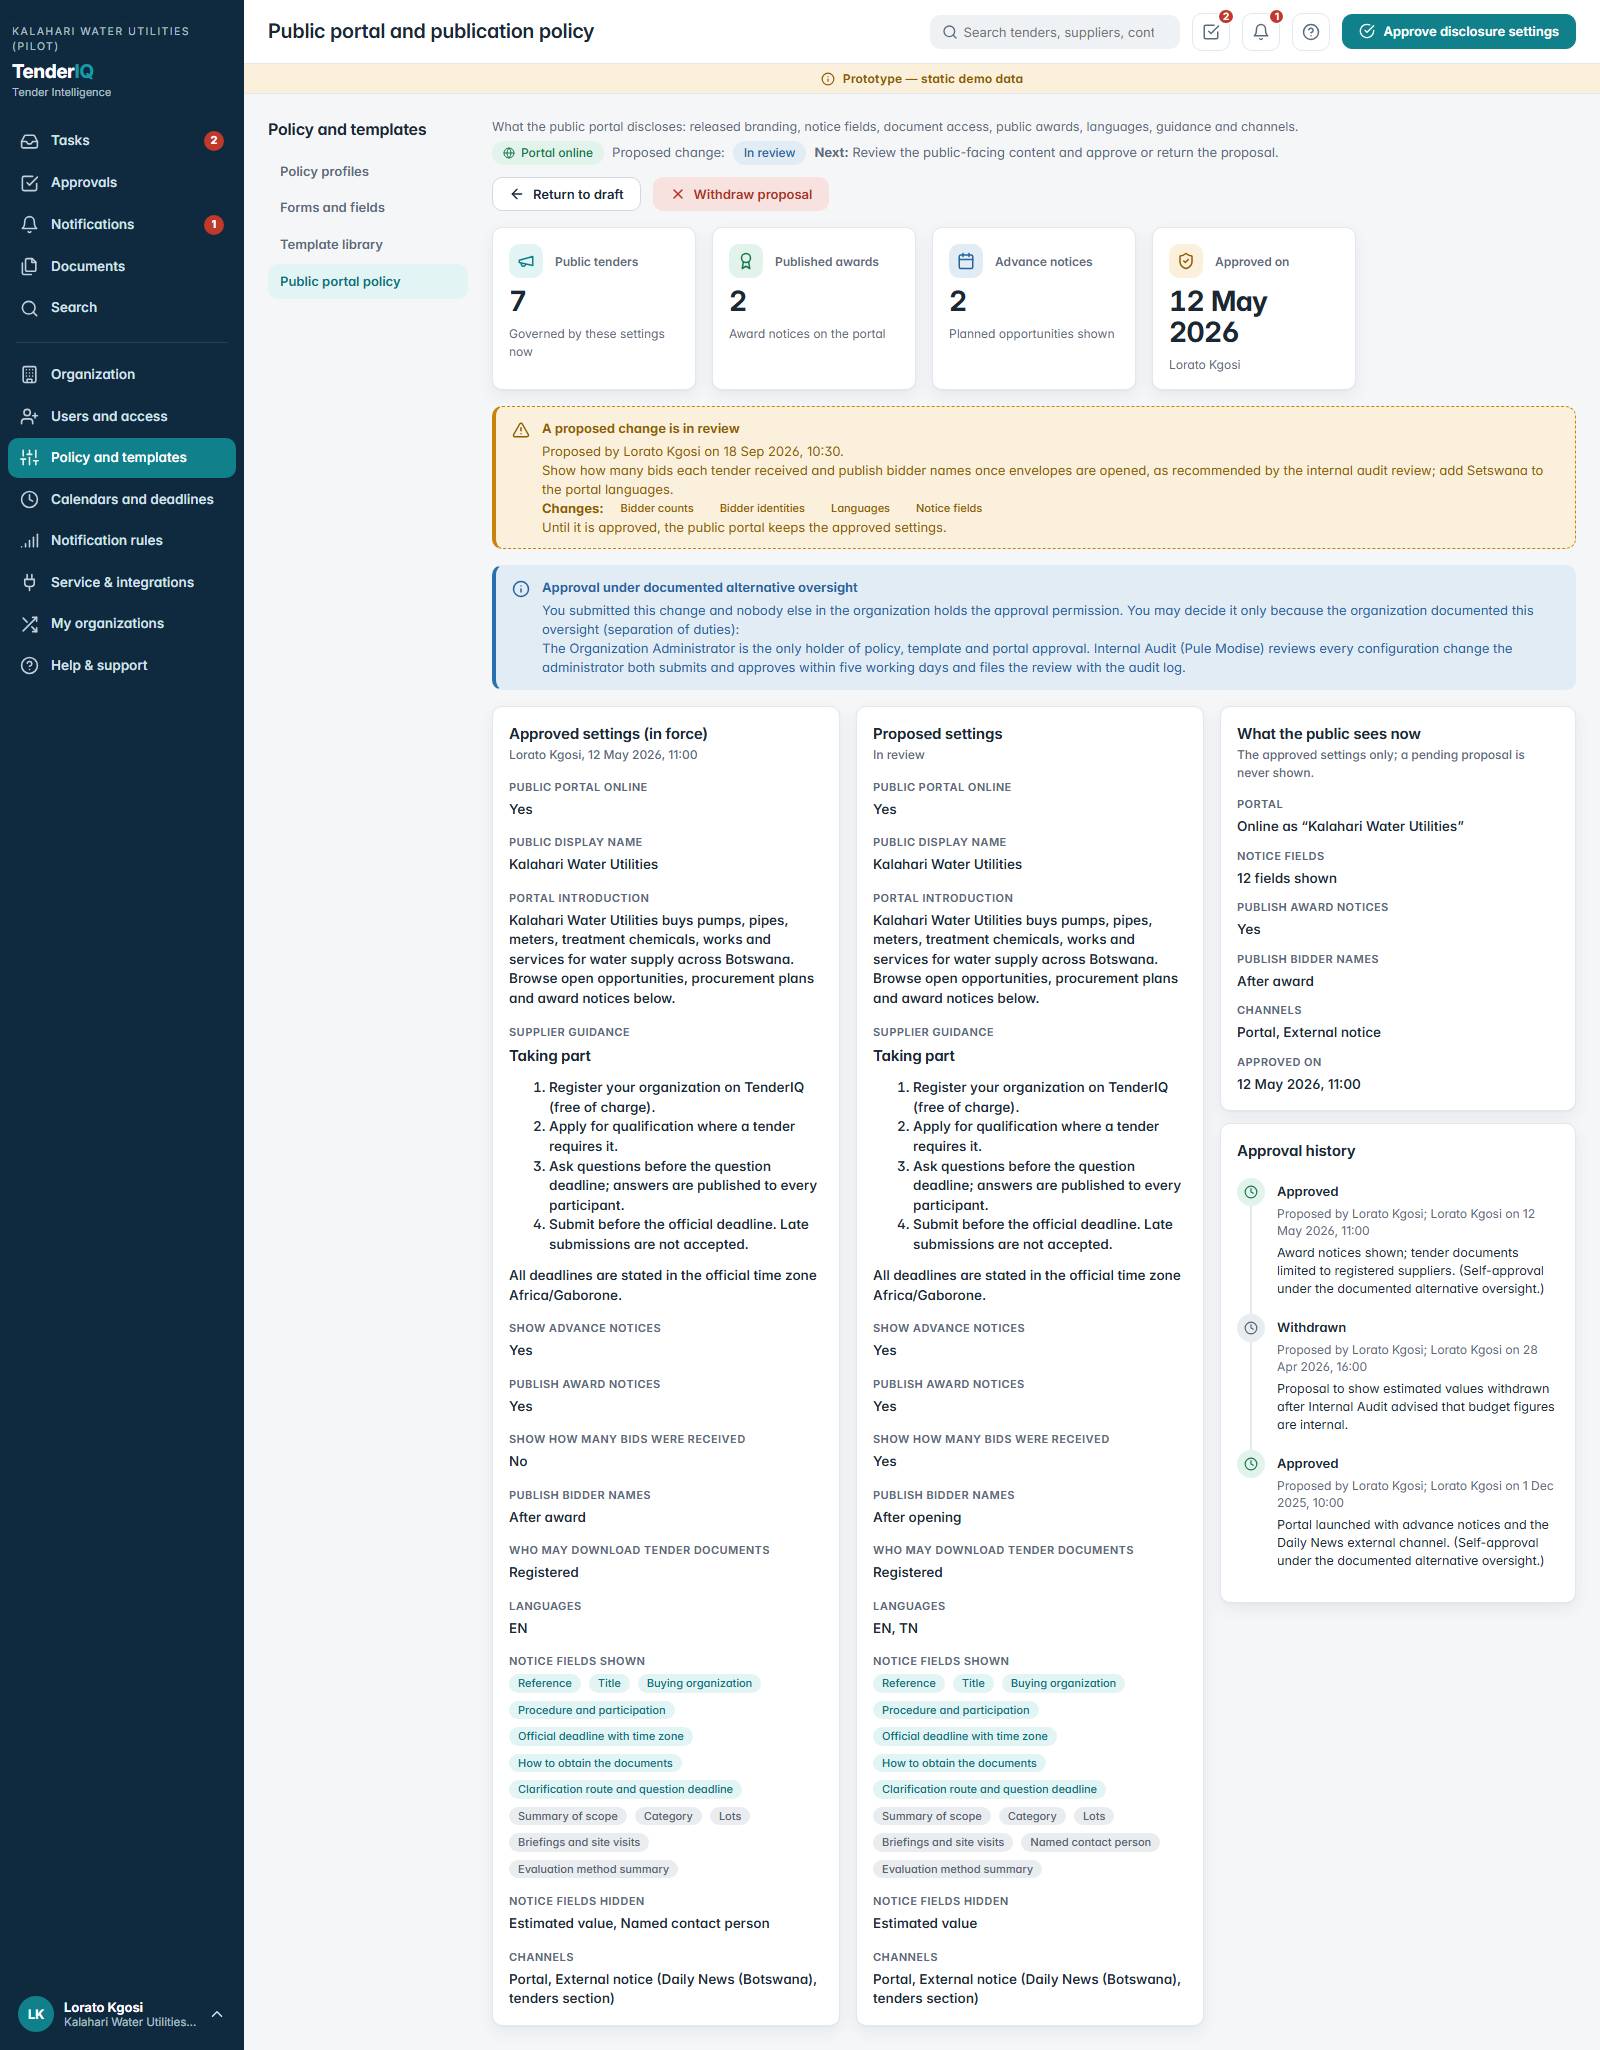 KALAHARI WATER UTILITIES
(PILOT)
TenderIQ
Tender Intelligence
Tasks
2
Approvals
Notifications
1
Documents
Search
Organization
Users and access
Policy and templates
Calendars and deadlines
Notification rules
Service & integrations
My organizations
Help & support
LK
Lorato Kgosi
Kalahari Water Utilities...
Public portal and publication policy
Search tenders, suppliers, cont
2
1
Approve disclosure settings
Prototype — static demo data
Policy and templates
Policy profiles
Forms and fields
Template library
Public portal policy
What the public portal discloses: released branding, notice fields, document access, public awards, languages, guidance and channels.
Portal online Proposed change: In review Next: Review the public-facing content and approve or return the proposal.
Return to draft
Withdraw proposal
Public tenders
7
Governed by these settings
now
Published awards
2
Award notices on the portal
Advance notices
2
Planned opportunities shown
Approved on
12 May
2026
Lorato Kgosi
A proposed change is in review
Proposed by Lorato Kgosi on 18 Sep 2026, 10:30.
Show how many bids each tender received and publish bidder names once envelopes are opened, as recommended by the internal audit review; add Setswana to
the portal languages.
Changes: Bidder counts Bidder identities Languages Notice fields
Until it is approved, the public portal keeps the approved settings.
Approval under documented alternative oversight
You submitted this change and nobody else in the organization holds the approval permission. You may decide it only because the organization documented this
oversight (separation of duties):
The Organization Administrator is the only holder of policy, template and portal approval. Internal Audit (Pule Modise) reviews every configuration change the
administrator both submits and approves within five working days and files the review with the audit log.
Approved settings (in force)
Lorato Kgosi, 12 May 2026, 11:00
PUBLIC PORTAL ONLINE
Yes
PUBLIC DISPLAY NAME
Kalahari Water Utilities
PORTAL INTRODUCTION
Kalahari Water Utilities buys pumps, pipes,
meters, treatment chemicals, works and
services for water supply across Botswana.
Browse open opportunities, procurement plans
and award notices below.
SUPPLIER GUIDANCE
Taking part
1. Register your organization on TenderIQ
(free of charge).
2. Apply for qualification where a tender
requires it.
3. Ask questions before the question
deadline; answers are published to every
participant.
4. Submit before the official deadline. Late
submissions are not accepted.
All deadlines are stated in the official time zone
Africa/Gaborone.
SHOW ADVANCE NOTICES
Yes
PUBLISH AWARD NOTICES
Yes
SHOW HOW MANY BIDS WERE RECEIVED
No
PUBLISH BIDDER NAMES
After award
WHO MAY DOWNLOAD TENDER DOCUMENTS
Registered
LANGUAGES
EN
NOTICE FIELDS SHOWN
Reference Title Buying organization
Procedure and participation
Official deadline with time zone
How to obtain the documents
Clarification route and question deadline
Summary of scope Category Lots
Briefings and site visits
Evaluation method summary
NOTICE FIELDS HIDDEN
Estimated value, Named contact person
CHANNELS
Portal, External notice (Daily News (Botswana),
tenders section)
Proposed settings
In review
PUBLIC PORTAL ONLINE
Yes
PUBLIC DISPLAY NAME
Kalahari Water Utilities
PORTAL INTRODUCTION
Kalahari Water Utilities buys pumps, pipes,
meters, treatment chemicals, works and
services for water supply across Botswana.
Browse open opportunities, procurement plans
and award notices below.
SUPPLIER GUIDANCE
Taking part
1. Register your organization on TenderIQ
(free of charge).
2. Apply for qualification where a tender
requires it.
3. Ask questions before the question
deadline; answers are published to every
participant.
4. Submit before the official deadline. Late
submissions are not accepted.
All deadlines are stated in the official time zone
Africa/Gaborone.
SHOW ADVANCE NOTICES
Yes
PUBLISH AWARD NOTICES
Yes
SHOW HOW MANY BIDS WERE RECEIVED
Yes
PUBLISH BIDDER NAMES
After opening
WHO MAY DOWNLOAD TENDER DOCUMENTS
Registered
LANGUAGES
EN, TN
NOTICE FIELDS SHOWN
Reference Title Buying organization
Procedure and participation
Official deadline with time zone
How to obtain the documents
Clarification route and question deadline
Summary of scope Category Lots
Briefings and site visits Named contact person
Evaluation method summary
NOTICE FIELDS HIDDEN
Estimated value
CHANNELS
Portal, External notice (Daily News (Botswana),
tenders section)
What the public sees now
The approved settings only; a pending proposal is
never shown.
PORTAL
Online as “Kalahari Water Utilities”
NOTICE FIELDS
12 fields shown
PUBLISH AWARD NOTICES
Yes
PUBLISH BIDDER NAMES
After award
CHANNELS
Portal, External notice
APPROVED ON
12 May 2026, 11:00
Approval history
Approved
Proposed by Lorato Kgosi; Lorato Kgosi on 12
May 2026, 11:00
Award notices shown; tender documents
limited to registered suppliers. (Self-approval
under the documented alternative oversight.)
Withdrawn
Proposed by Lorato Kgosi; Lorato Kgosi on 28
Apr 2026, 16:00
Proposal to show estimated values withdrawn
after Internal Audit advised that budget figures
are internal.
Approved
Proposed by Lorato Kgosi; Lorato Kgosi on 1 Dec
2025, 10:00
Portal launched with advance notices and the
Daily News external channel. (Self-approval
under the documented alternative oversight.)